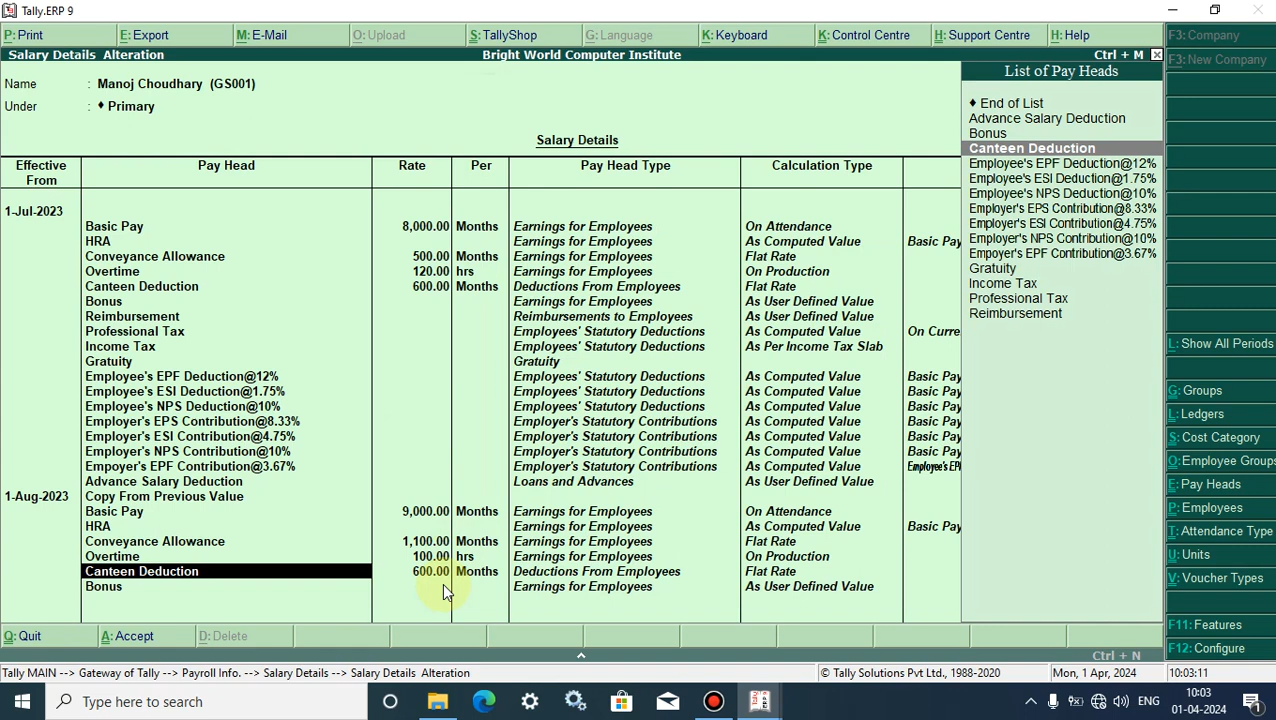 Tally.ERP 9
P: Print
E: Export
M: E-Mail
O: Upload
S: TallyShop
G: Language
K: Keyboard
K: Control Centre
H: Support Centre
H: Help
F3: Company
F3: New Company
Salary Details Alteration
Bright World Computer Institute
Ctrl + M
Name : Manoj Choudhary (GS001)
Under : ♦ Primary
Salary Details
Effective From
Pay Head
Rate
Per
Pay Head Type
Calculation Type
1-Jul-2023
Basic Pay 8,000.00 Months Earnings for Employees On Attendance
HRA Earnings for Employees As Computed Value Basic Pay
Conveyance Allowance 500.00 Months Earnings for Employees Flat Rate
Overtime 120.00 hrs Earnings for Employees On Production
Canteen Deduction 600.00 Months Deductions From Employees Flat Rate
Bonus Earnings for Employees As User Defined Value
Reimbursement Reimbursements to Employees As User Defined Value
Professional Tax Employees' Statutory Deductions As Computed Value On Curre
Income Tax Employees' Statutory Deductions As Per Income Tax Slab
Gratuity Gratuity
Employee's EPF Deduction@12% Employees' Statutory Deductions As Computed Value Basic Pay
Employee's ESI Deduction@1.75% Employees' Statutory Deductions As Computed Value Basic Pay
Employee's NPS Deduction@10% Employees' Statutory Deductions As Computed Value Basic Pay
Employer's EPS Contribution@8.33% Employer's Statutory Contributions As Computed Value Basic Pay
Employer's ESI Contribution@4.75% Employer's Statutory Contributions As Computed Value Basic Pay
Employer's NPS Contribution@10% Employer's Statutory Contributions As Computed Value Basic Pay
Empoyer's EPF Contribution@3.67% Employer's Statutory Contributions As Computed Value Employee's EPI
Advance Salary Deduction Loans and Advances As User Defined Value
1-Aug-2023 Copy From Previous Value
Basic Pay 9,000.00 Months Earnings for Employees On Attendance
HRA Earnings for Employees As Computed Value Basic Pay
Conveyance Allowance 1,100.00 Months Earnings for Employees Flat Rate
Overtime 100.00 hrs Earnings for Employees On Production
Canteen Deduction 600.00 Months Deductions From Employees Flat Rate
Bonus Earnings for Employees As User Defined Value
List of Pay Heads
♦ End of List
Advance Salary Deduction
Bonus
Canteen Deduction
Employee's EPF Deduction@12%
Employee's ESI Deduction@1.75%
Employee's NPS Deduction@10%
Employer's EPS Contribution@8.33%
Employer's ESI Contribution@4.75%
Employer's NPS Contribution@10%
Empoyer's EPF Contribution@3.67%
Gratuity
Income Tax
Professional Tax
Reimbursement
L: Show All Periods
G: Groups
L: Ledgers
S: Cost Category
O: Employee Groups
E: Pay Heads
P: Employees
T: Attendance Type
U: Units
V: Voucher Types
F11: Features
F12: Configure
Q: Quit
A: Accept
D: Delete
Ctrl + N
Tally MAIN --> Gateway of Tally --> Payroll Info. --> Salary Details --> Salary Details Alteration
© Tally Solutions Pvt Ltd., 1988-2020
Mon, 1 Apr, 2024
10:03:11
Type here to search
ENG
10:03
01-04-2024
1